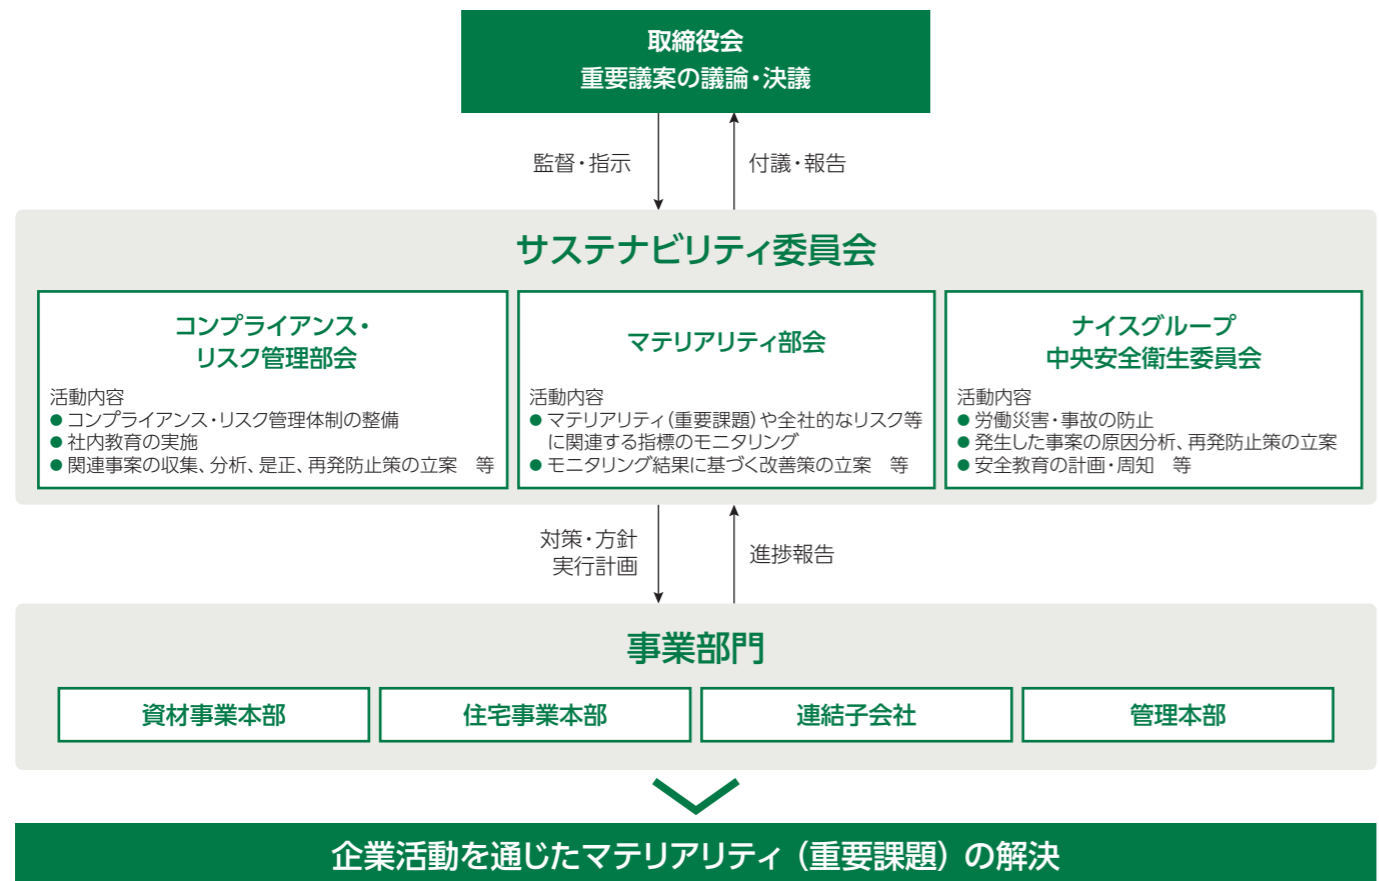 取締役会
重要議案の議論・決議
監督・指示
付議・報告
サステナビリティ委員会
コンプライアンス・
リスク管理部会
活動内容
● コンプライアンス・リスク管理体制の整備
● 社内教育の実施
● 関連事案の収集、分析、是正、再発防止策の立案　等
マテリアリティ部会
活動内容
● マテリアリティ（重要課題）や全社的なリスク等
に関連する指標のモニタリング
● モニタリング結果に基づく改善策の立案　等
ナイスグループ
中央安全衛生委員会
活動内容
● 労働災害・事故の防止
● 発生した事案の原因分析、再発防止策の立案
● 安全教育の計画・周知　等
対策・方針
実行計画
進捗報告
事業部門
資材事業本部
住宅事業本部
連結子会社
管理本部
企業活動を通じたマテリアリティ（重要課題）の解決